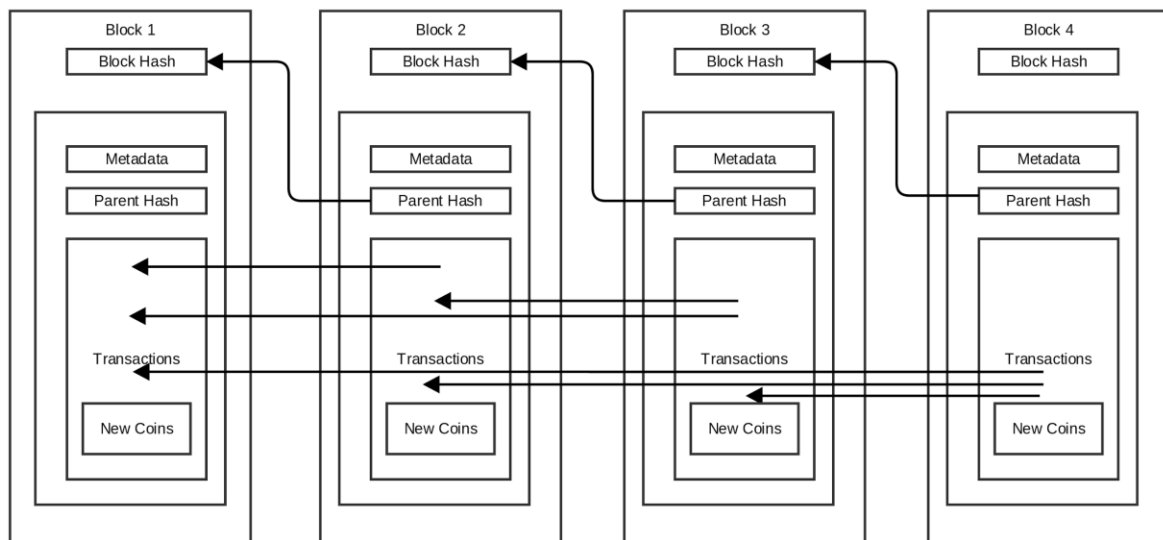 Block 1
Block Hash
Metadata
Parent Hash
Transactions
New Coins
Block 2
Block Hash
Metadata
Parent Hash
Transactions
New Coins
Block 3
Block Hash
Metadata
Parent Hash
Transactions
New Coins
Block 4
Block Hash
Metadata
Parent Hash
Transactions
New Coins